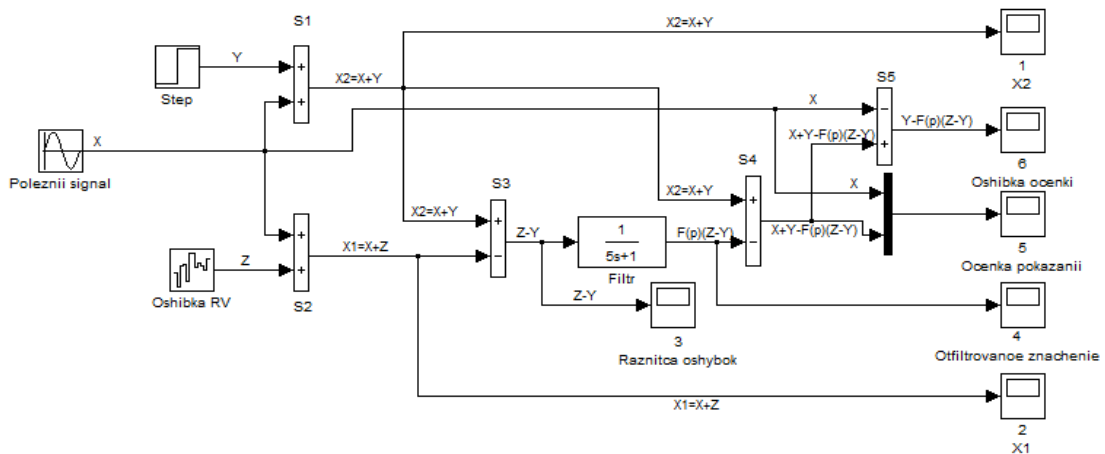 S1
X2=X+Y
1
X2
Y
+
+
Step
X2=X+Y
S5
X
−
+
Y-F(p)(Z-Y)
6
Oshibka ocenki
X
Poleznii signal
X+Y-F(p)(Z-Y)
S4
X2=X+Y
+
−
X
X+Y-F(p)(Z-Y)
5
Ocenka pokazanii
S3
X2=X+Y
+
−
Z-Y
1
5s+1
Filtr
F(p)(Z-Y)
+
+
X1=X+Z
Z
Oshibka RV
S2
Z-Y
3
Raznitca oshybok
4
Otfiltrovanoe znachenie
X1=X+Z
2
X1